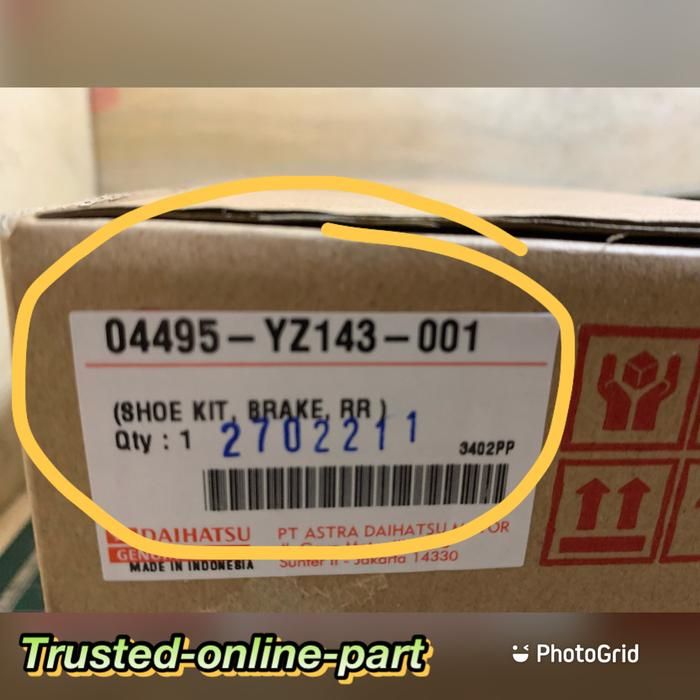 04495-YZ143-001
(SHOE KIT, BRAKE, RR )
Qty : 1
2702211
3402PP
DAIHATSU
PT ASTRA DAIHATSU MOTOR
MADE IN INDONESIA
Sunter II - Jakarta 14330
Trusted-online-part
PhotoGrid